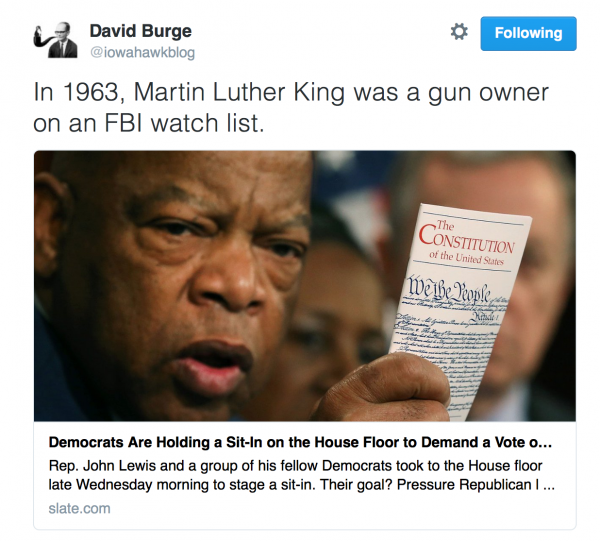 David Burge
@iowahawkblog
Following
In 1963, Martin Luther King was a gun owner
on an FBI watch list.
The
CONSTITUTION
of the United States
We the People
Article I
Democrats Are Holding a Sit-In on the House Floor to Demand a Vote o...
Rep. John Lewis and a group of his fellow Democrats took to the House floor
late Wednesday morning to stage a sit-in. Their goal? Pressure Republican l ...
slate.com